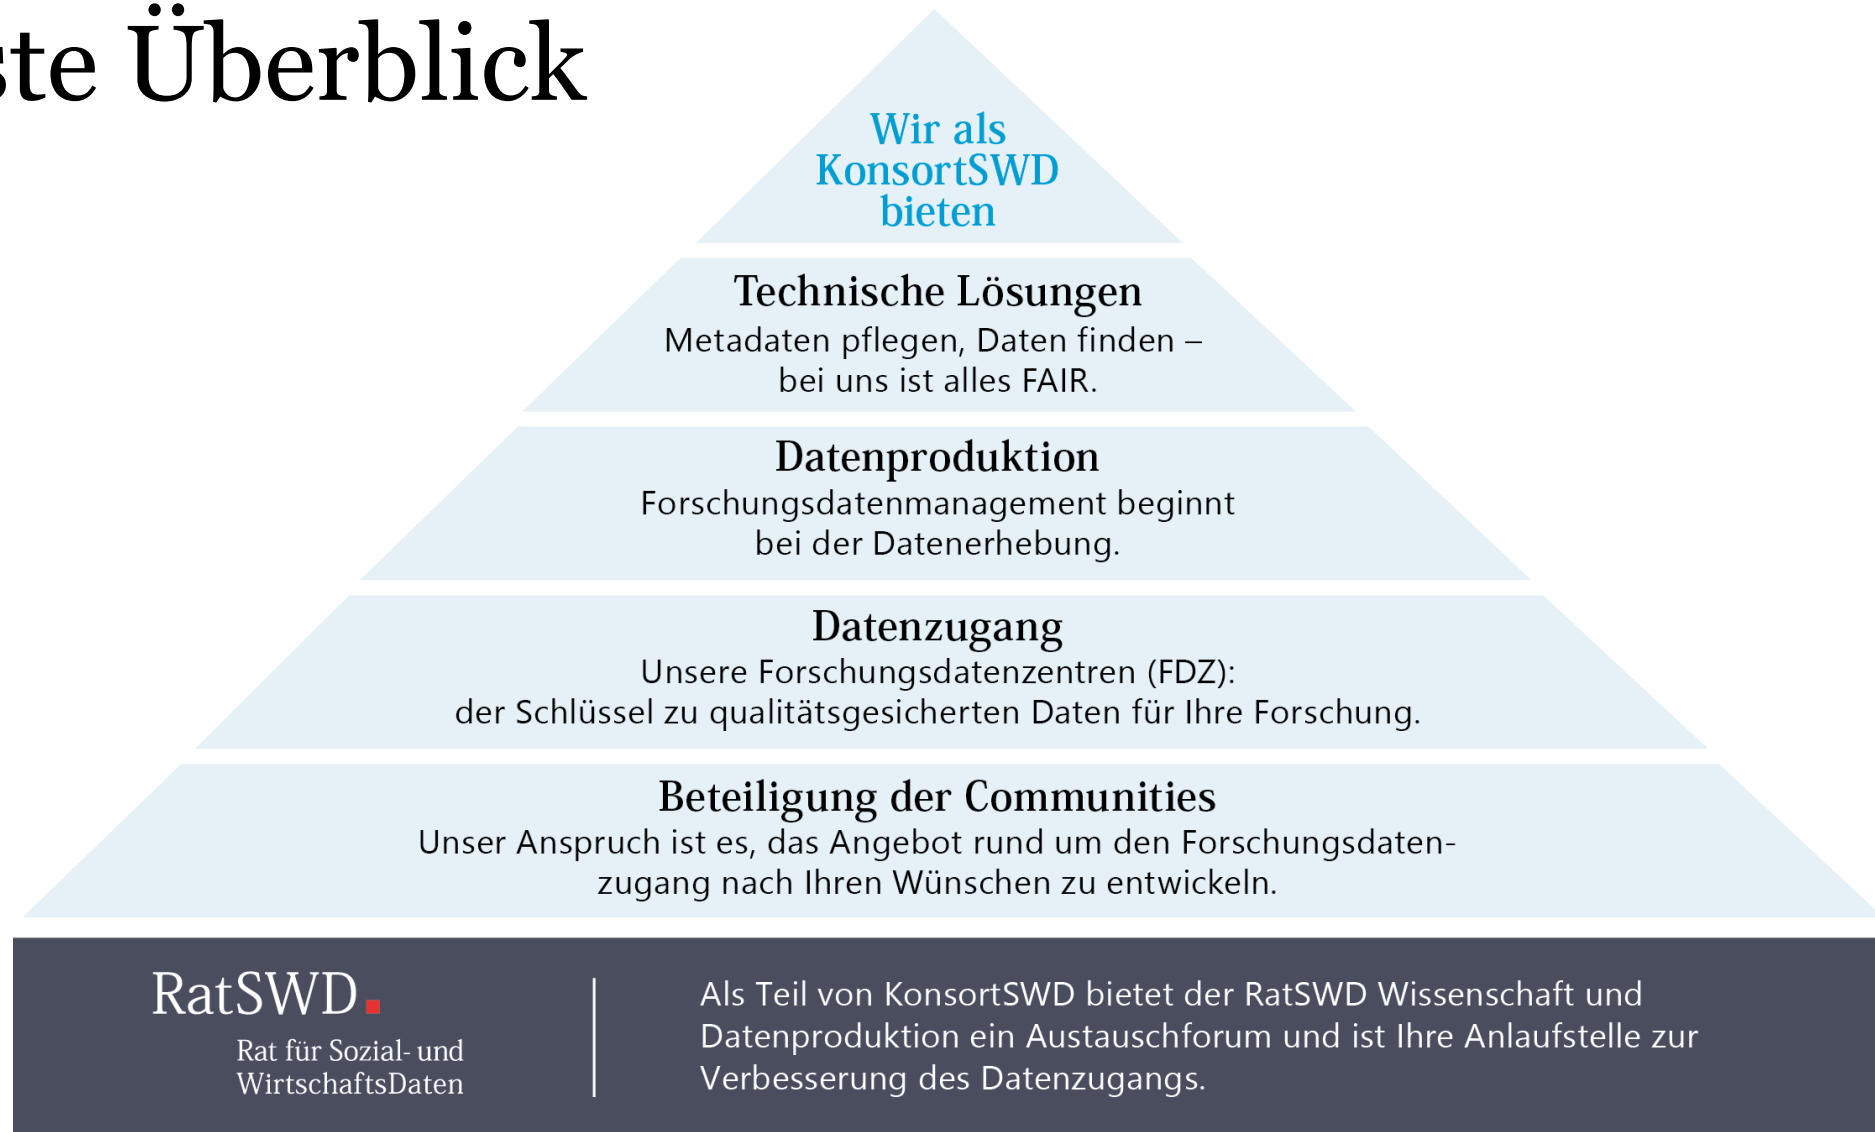 ste Überblick
Wir als
KonsortSWD
bieten
Technische Lösungen
Metadaten pflegen, Daten finden –
bei uns ist alles FAIR.
Datenproduktion
Forschungsdatenmanagement beginnt
bei der Datenerhebung.
Datenzugang
Unsere Forschungsdatenzentren (FDZ):
der Schlüssel zu qualitätsgesicherten Daten für Ihre Forschung.
Beteiligung der Communities
Unser Anspruch ist es, das Angebot rund um den Forschungsdaten-
zugang nach Ihren Wünschen zu entwickeln.
RatSWD.
Rat für Sozial- und
WirtschaftsDaten
Als Teil von KonsortSWD bietet der RatSWD Wissenschaft und
Datenproduktion ein Austauschforum und ist Ihre Anlaufstelle zur
Verbesserung des Datenzugangs.